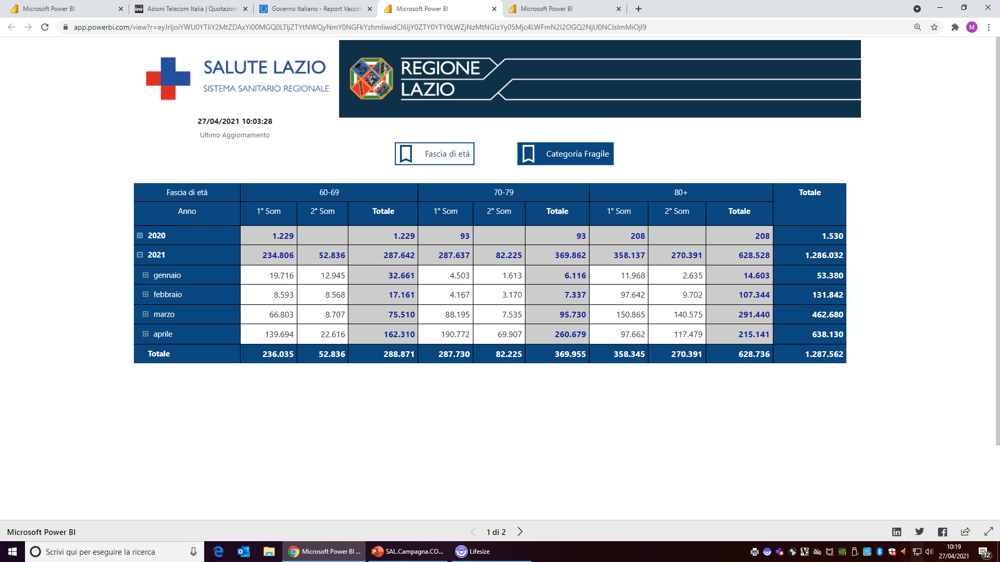 Microsoft Power BI
Azioni Telecom Italia | Quotazion
Governo Italiano - Report Vaccini
Microsoft Power BI
Microsoft Power BI
M
SALUTE LAZIO
SISTEMA SANITARIO REGIONALE
REGIONE
LAZIO
27/04/2021 10:03:28
Ultimo Aggiornamento
Fascia di età
Categoria Fragile
Fascia di età 60-69 70-79 80+ Totale
Anno 1° Som 2° Som Totale 1° Som 2° Som Totale 1° Som 2° Som Totale
2020 1.229 1.229 93 93 208 208 1.530
2021 234.806 52.836 287.642 287.637 82.225 369.862 358.137 270.391 628.528 1.286.032
gennaio 19.716 12.945 32.661 4.503 1.613 6.116 11.968 2.635 14.603 53.380
febbraio 8.593 8.568 17.161 4.167 3.170 7.337 97.642 9.702 107.344 131.842
marzo 66.803 8.707 75.510 88.195 7.535 95.730 150.865 140.575 291.440 462.680
aprile 139.694 22.616 162.310 190.772 69.907 260.679 97.662 117.479 215.141 638.130
Totale 236.035 52.836 288.871 287.730 82.225 369.955 358.345 270.391 628.736 1.287.562
Microsoft Power BI
1 di 2
Scrivi qui per eseguire la ricerca
Microsoft Power BI ...
SAL.Campagna.CO...
Lifesize
10:19
27/04/2021
32